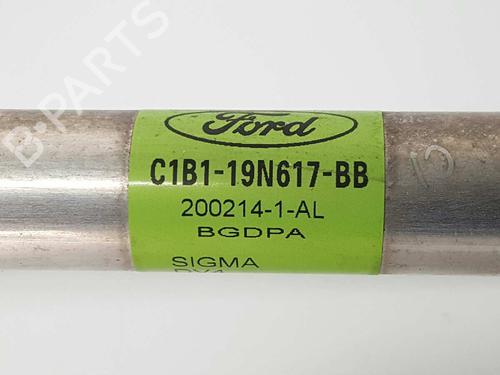 Ford
C1B1-19N617-BB
200214-1-AL
BGDPA
SIGMA
B-PARTS